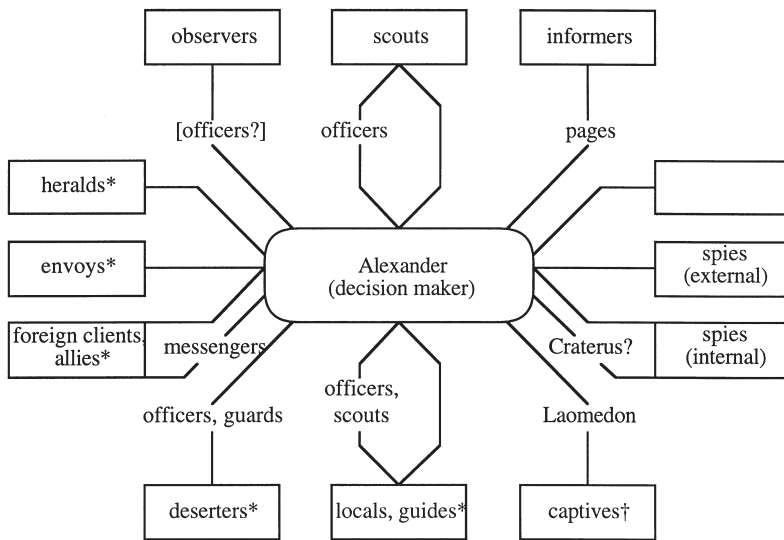 observers
scouts
informers
[officers?]
officers
pages
heralds*
envoys*
Alexander
(decision maker)
spies
(external)
foreign clients,
allies*
messengers
Craterus?
spies
(internal)
officers, guards
officers,
scouts
Laomedon
deserters*
locals, guides*
captives†